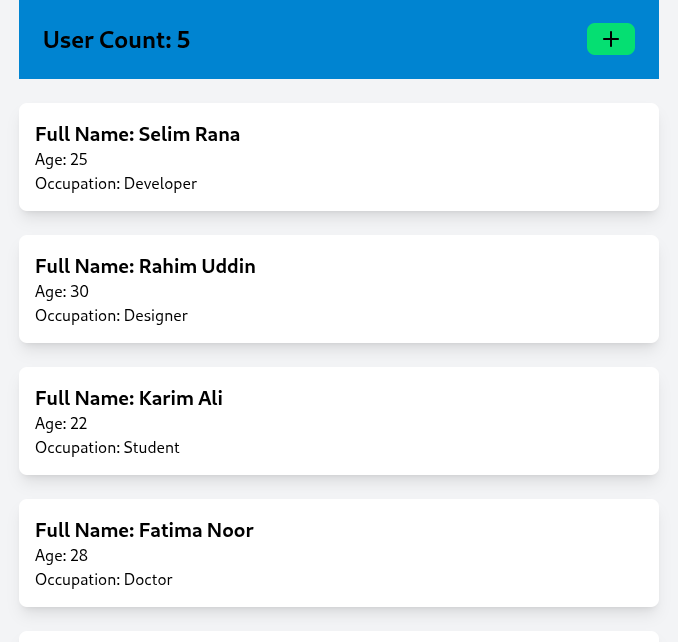 User Count: 5
+
Full Name: Selim Rana
Age: 25
Occupation: Developer
Full Name: Rahim Uddin
Age: 30
Occupation: Designer
Full Name: Karim Ali
Age: 22
Occupation: Student
Full Name: Fatima Noor
Age: 28
Occupation: Doctor